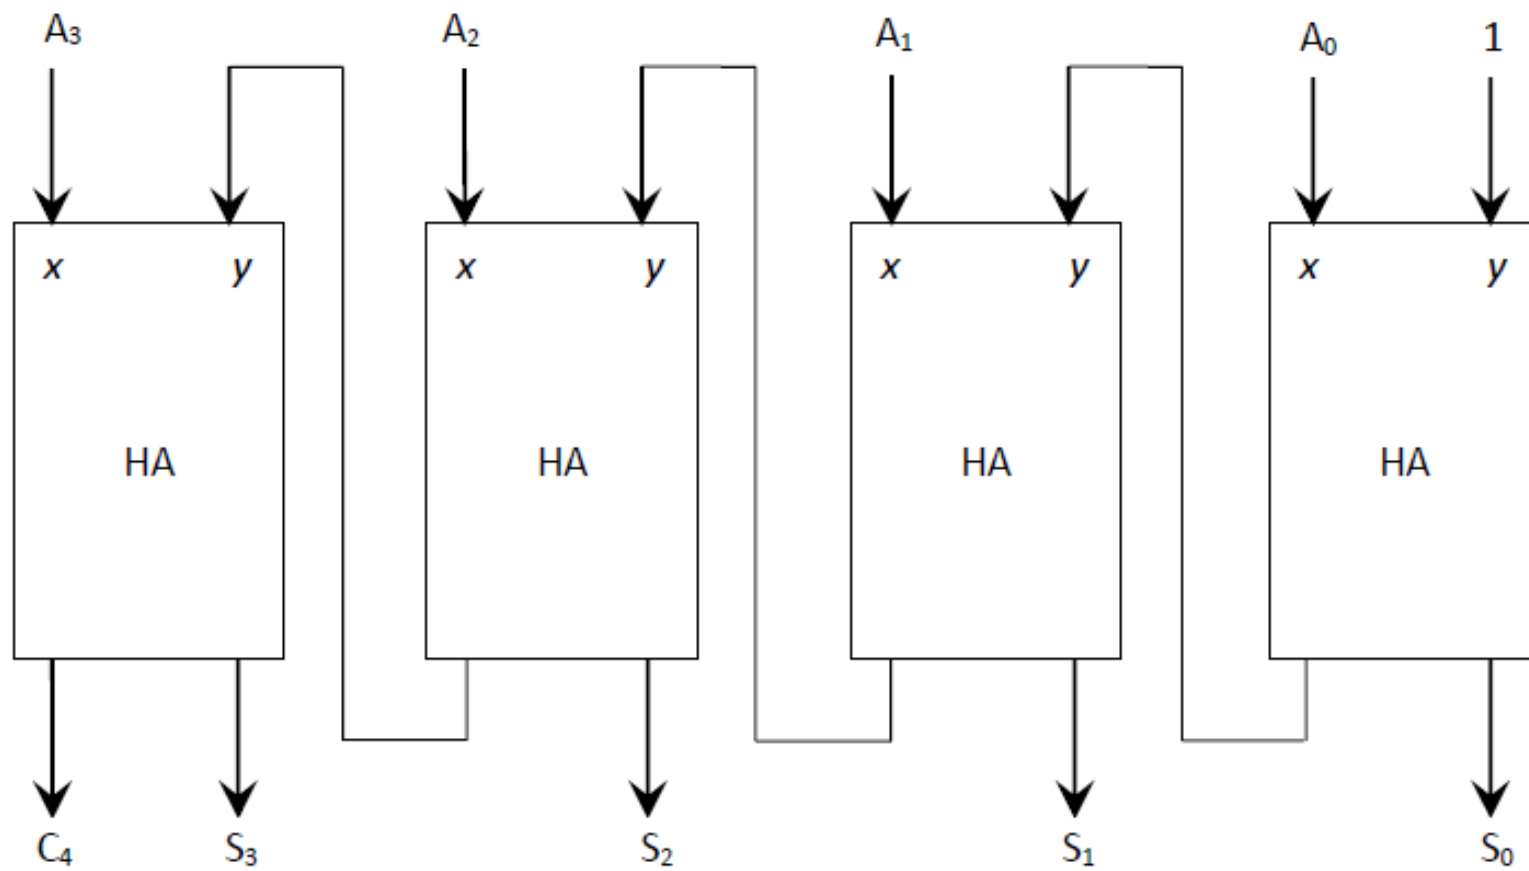 A₃ A₂ A₁ A₀ 1
x y x y x y x y
HA HA HA HA
C₄ S₃ S₂ S₁ S₀